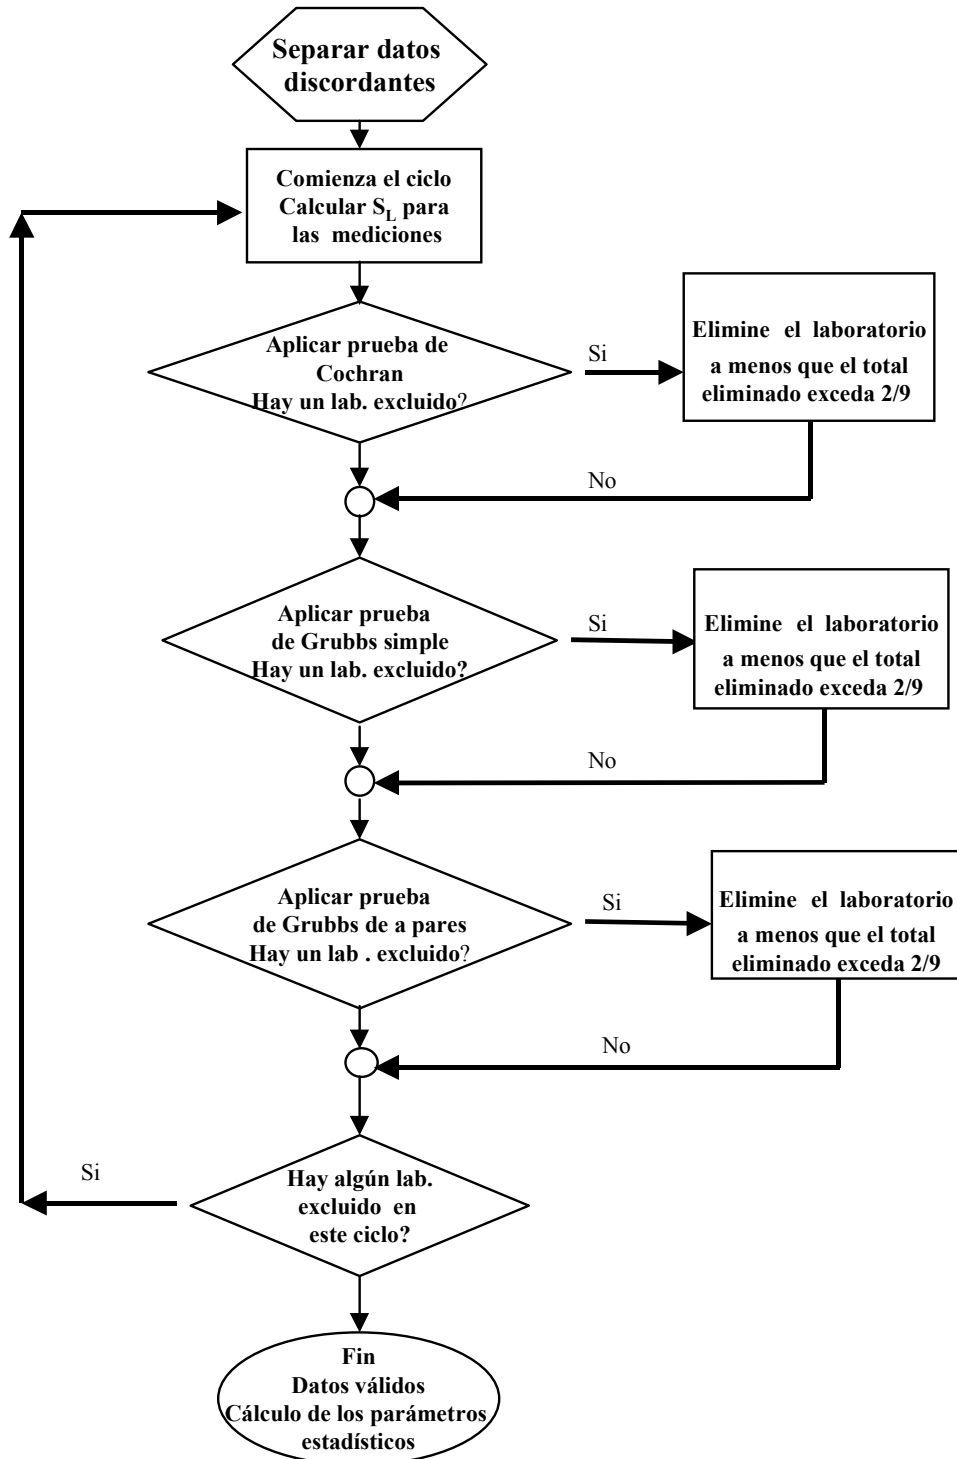 Separar datos
discordantes
Comienza el ciclo
Calcular S_L para
las mediciones
Aplicar prueba de
Cochran
Hay un lab. excluido?
Si
Elimine el laboratorio
a menos que el total
eliminado exceda 2/9
No
Aplicar prueba
de Grubbs simple
Hay un lab. excluido?
Si
Elimine el laboratorio
a menos que el total
eliminado exceda 2/9
No
Aplicar prueba
de Grubbs de a pares
Hay un lab . excluido?
Si
Elimine el laboratorio
a menos que el total
eliminado exceda 2/9
No
Hay algún lab.
excluido en
este ciclo?
Si
Fin
Datos válidos
Cálculo de los parámetros
estadísticos